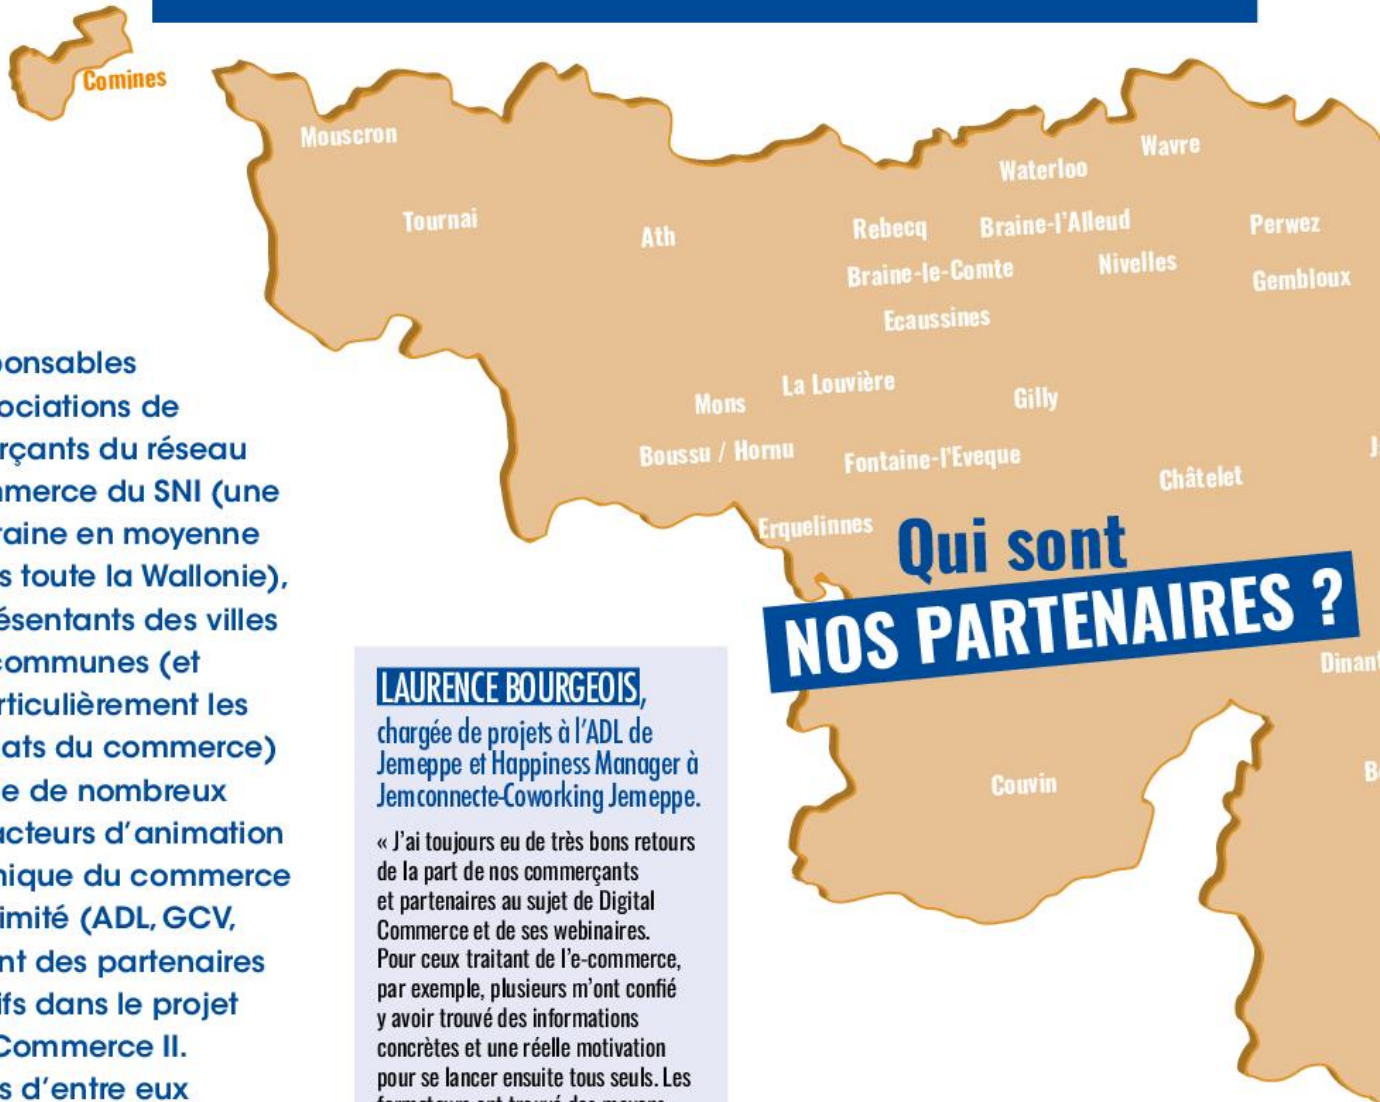 Comines
Mouscron
Wavre
Waterloo
Tournai
Ath
Rebecq
Braine-l'Alleud
Perwez
Braine-le-Comte
Nivelles
Gembloux
Ecaussines
La Louvière
Mons
Gilly
Boussu / Hornu
Fontaine-l'Eveque
Châtelet
Erquelinnes
Qui sont
NOS PARTENAIRES ?
Dinant
Couvin
ociations de
rçants du réseau
merce du SNI (une
aine en moyenne
s toute la Wallonie),
ésentants des villes
communes (et
rticulièrement les
ats du commerce)
e de nombreux
acteurs d'animation
ique du commerce
imité (ADL, GCV,
nt des partenaires
ifs dans le projet
Commerce II.
s d'entre eux
LAURENCE BOURGEOIS,
chargée de projets à l'ADL de
Jemeppe et Happiness Manager à
Jemconnecte-Coworking Jemeppe.
« J'ai toujours eu de très bons retours
de la part de nos commerçants
et partenaires au sujet de Digital
Commerce et de ses webinaires.
Pour ceux traitant de l'e-commerce,
par exemple, plusieurs m'ont confié
y avoir trouvé des informations
concrètes et une réelle motivation
pour se lancer ensuite tous seuls. Les